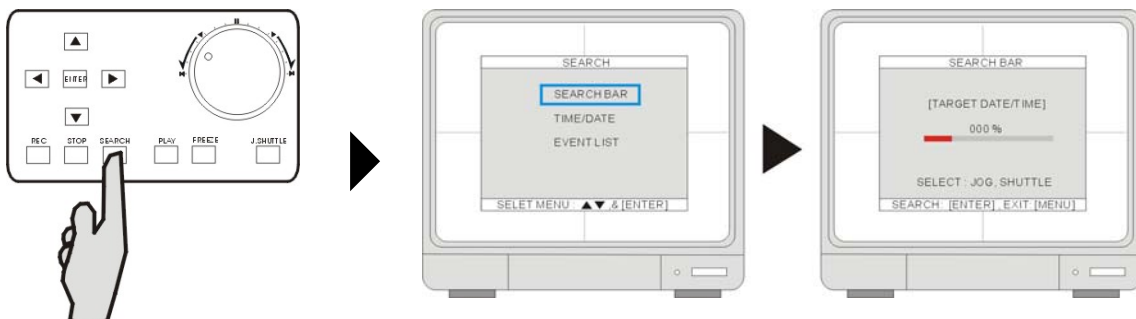 ENTER
REC STOP SEARCH PLAY FREEZE J.SHUTTLE
SEARCH
SEARCH BAR
TIME/DATE
EVENT LIST
SELET MENU : ▲▼ ,& [ENTER]
SEARCH BAR
[TARGET DATE/TIME]
000 %
SELECT : JOG, SHUTTLE
SEARCH: [ENTER] , EXIT: [MENU]